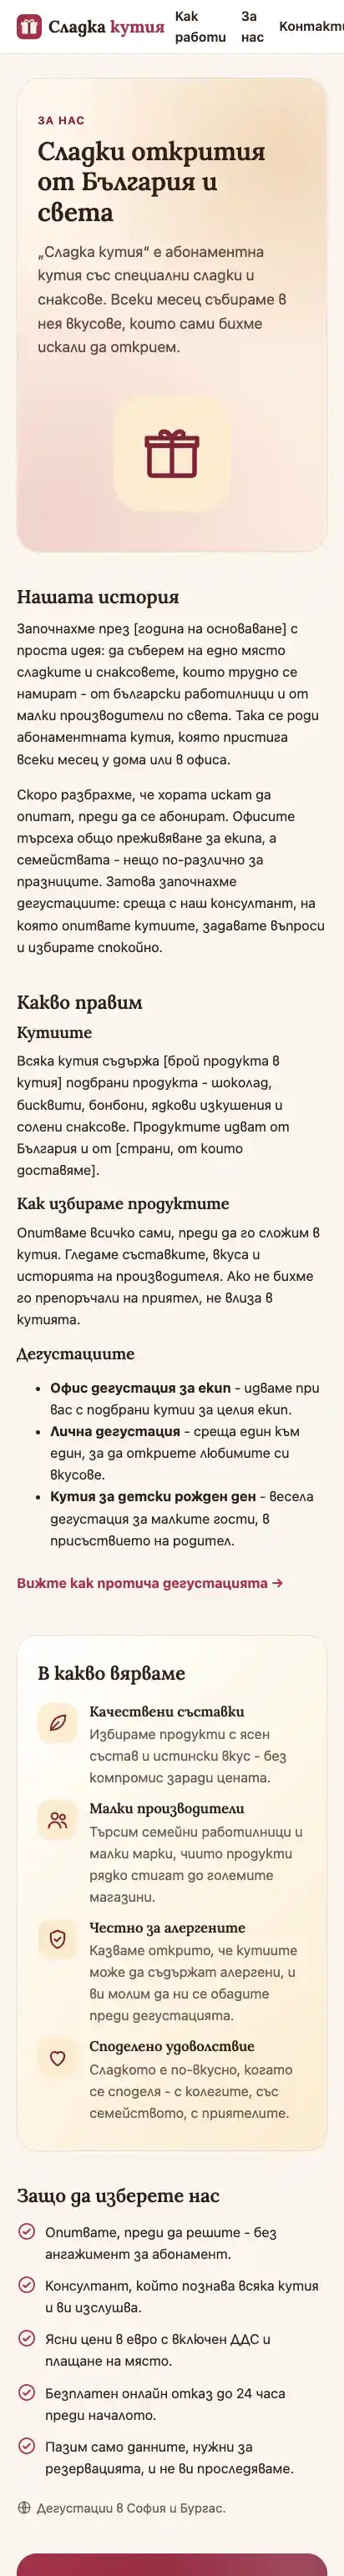 Сладка кутия
Как работи
За нас
Контакти
ЗА НАС
Сладки открития
от България и
света
„Сладка кутия“ е абонаментна
кутия със специални сладки и
снаксове. Всеки месец събираме в
нея вкусове, които сами бихме
искали да открием.
Нашата история
Започнахме през [година на основаване] с
проста идея: да съберем на едно място
сладките и снаксовете, които трудно се
намират - от български работилници и от
малки производители по света. Така се роди
абонаментната кутия, която пристига
всеки месец у дома или в офиса.
Скоро разбрахме, че хората искат да
опитат, преди да се абонират. Офисите
търсеха общо преживяване за екипа, а
семействата - нещо по-различно за
празниците. Затова започнахме
дегустациите: среща с наш консултант, на
която опитвате кутиите, задавате въпроси
и избирате спокойно.
Какво правим
Кутиите
Всяка кутия съдържа [брой продукта в
кутия] подбрани продукта - шоколад,
бисквити, бонбони, ядкови изкушения и
солени снаксове. Продуктите идват от
България и от [страни, от които
доставяме].
Как избираме продуктите
Опитваме всичко сами, преди да го сложим в
кутия. Гледаме съставките, вкуса и
историята на производителя. Ако не бихме
го препоръчали на приятел, не влиза в
кутията.
Дегустациите
• Офис дегустация за екип - идваме при
вас с подбрани кутии за целия екип.
• Лична дегустация - среща един към
един, за да откриете любимите си
вкусове.
• Кутия за детски рожден ден - весела
дегустация за малките гости, в
присъствието на родител.
Вижте как протича дегустацията →
В какво вярваме
Качествени съставки
Избираме продукти с ясен
състав и истински вкус - без
компромис заради цената.
Малки производители
Търсим семейни работилници и
малки марки, чиито продукти
рядко стигат до големите
магазини.
Честно за алергените
Казваме открито, че кутиите
може да съдържат алергени, и
ви молим да ни се обадите
преди дегустацията.
Споделено удоволствие
Сладкото е по-вкусно, когато
се споделя - с колегите, със
семейството, с приятелите.
Защо да изберете нас
Опитвате, преди да решите - без
ангажимент за абонамент.
Консултант, който познава всяка кутия
и ви изслушва.
Ясни цени в евро с включен ДДС и
плащане на място.
Безплатен онлайн отказ до 24 часа
преди началото.
Пазим само данните, нужни за
резервацията, и не ви проследяваме.
Дегустации в София и Бургас.